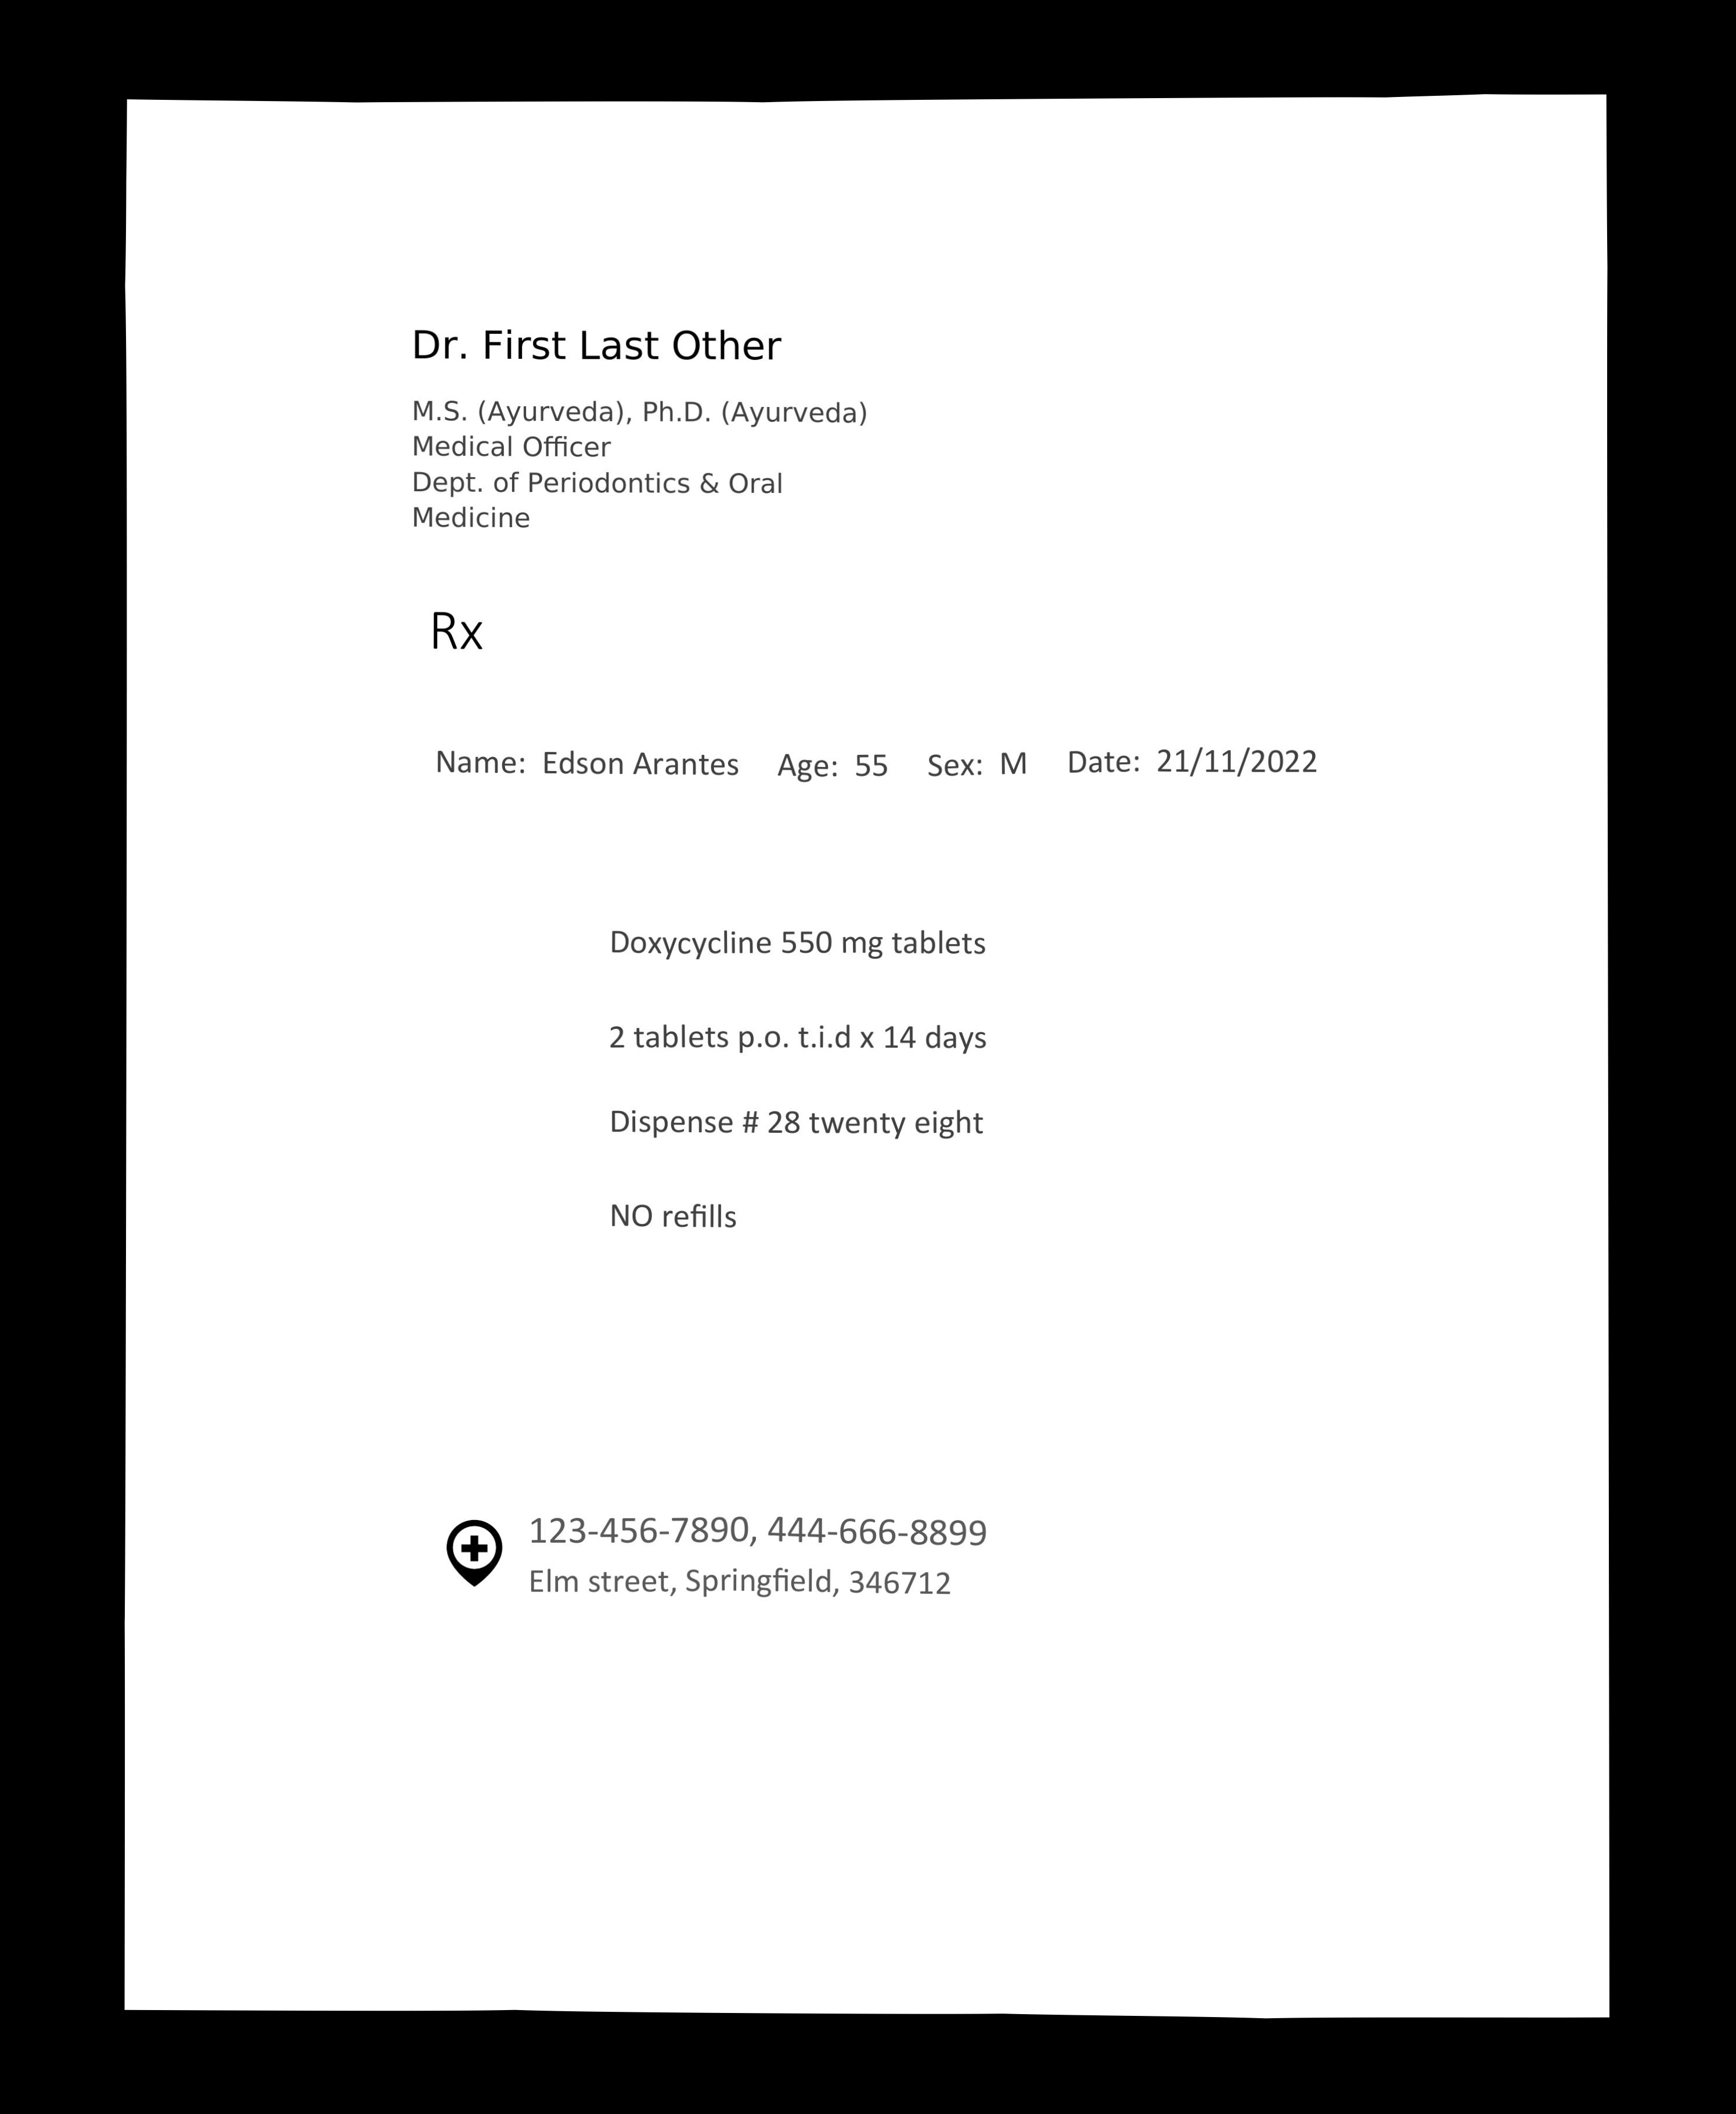 Dr. First Last Other
M.S. (Ayurveda), Ph.D. (Ayurveda)
Medical Officer
Dept. of Periodontics & Oral
Medicine
Rx
Name: Edson Arantes Age: 55 Sex: M Date: 21/11/2022
Doxycycline 550 mg tablets
2 tablets p.o. t.i.d x 14 days
Dispense # 28 twenty eight
NO refills
123-456-7890, 444-666-8899
Elm street, Springfield, 346712